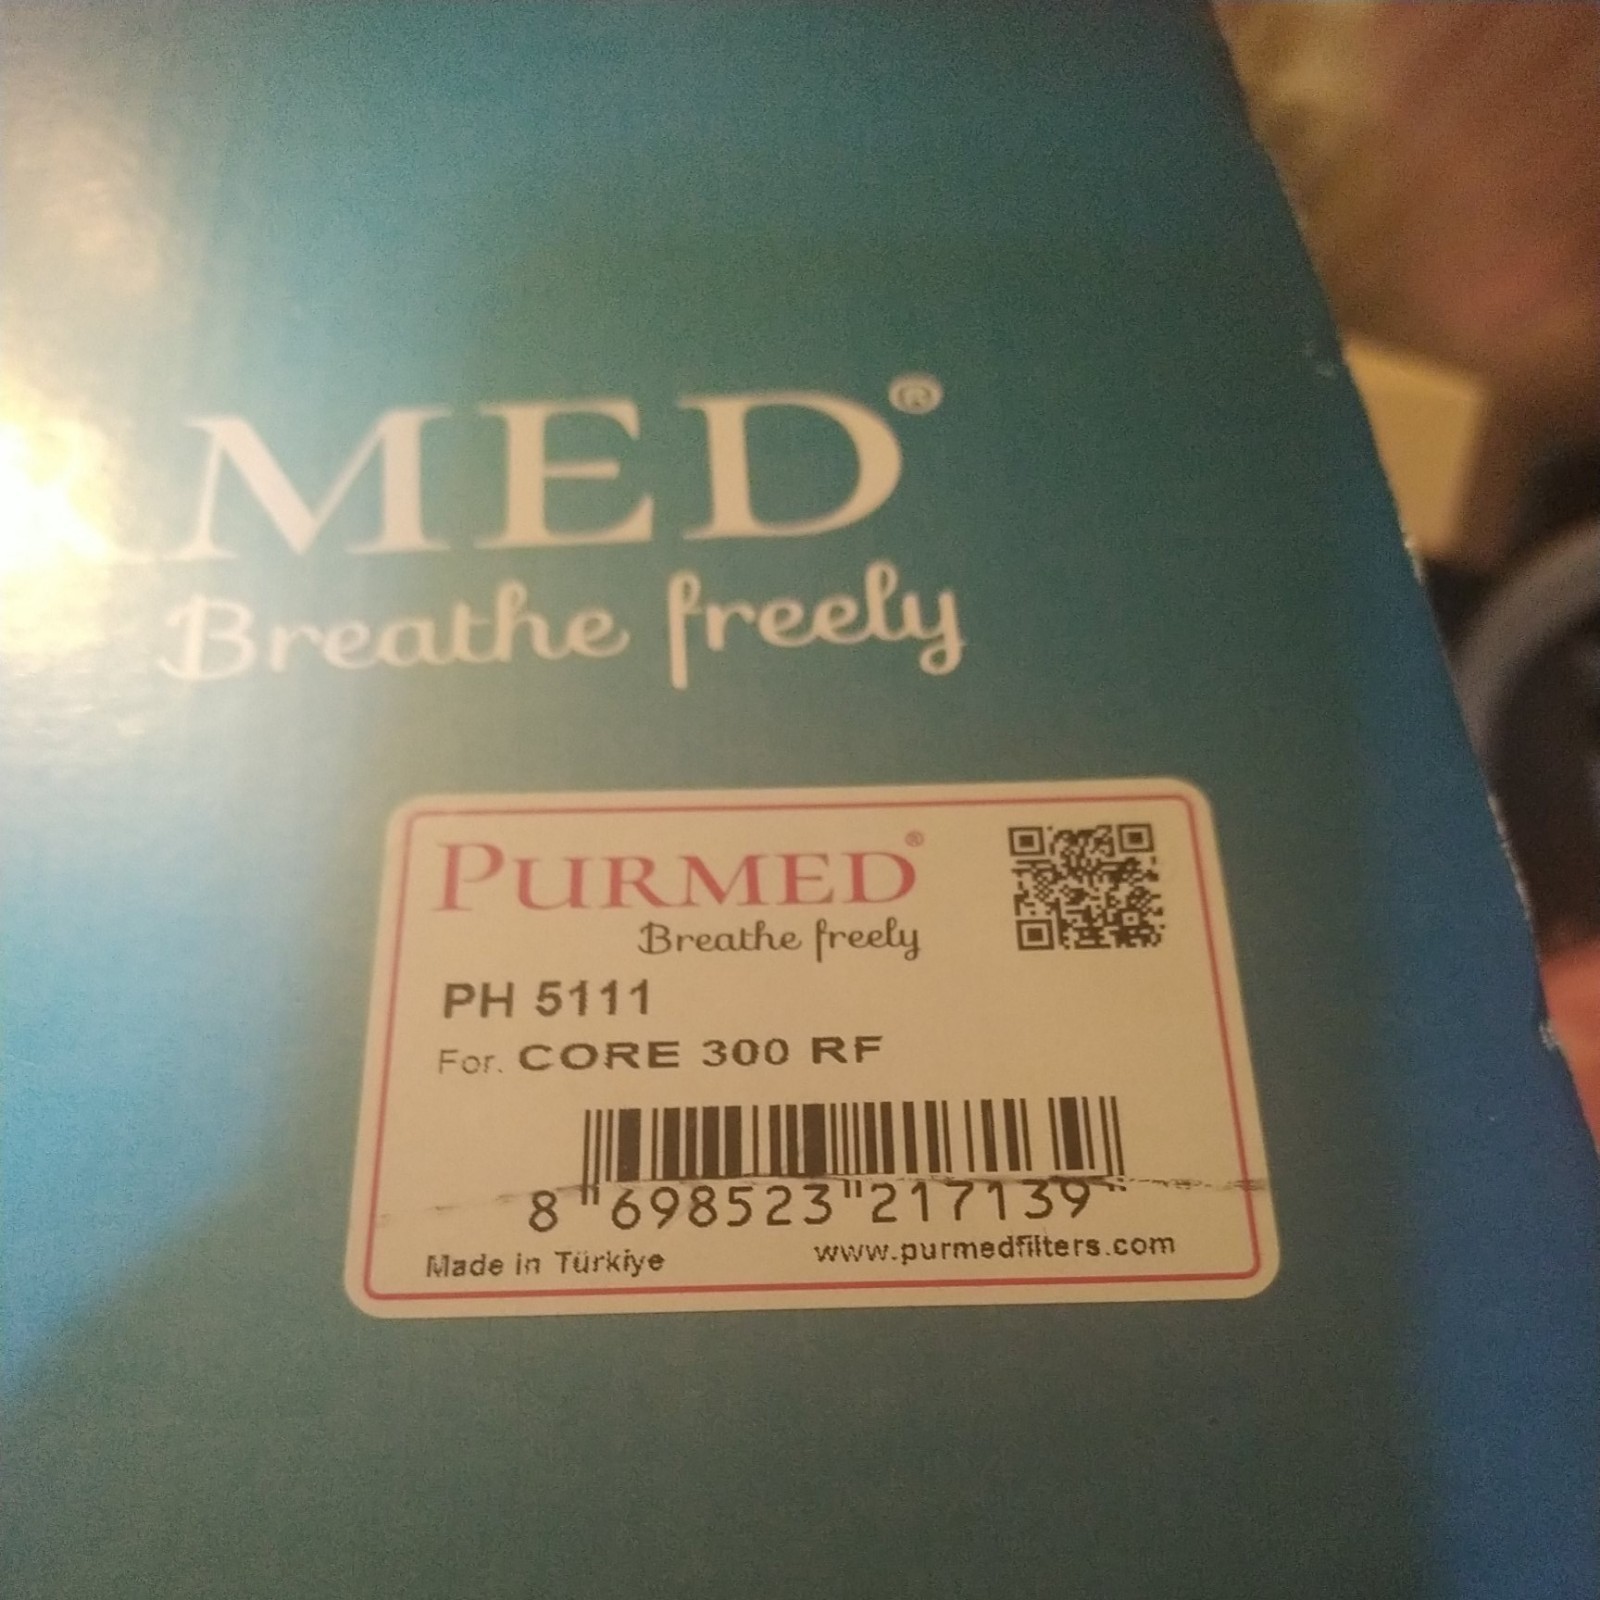 MED®
Breathe freely
PURMED®
Breathe freely
PH 5111
For. CORE 300 RF
8 "698523"217139"
Made in Türkiye
www.purmedfilters.com